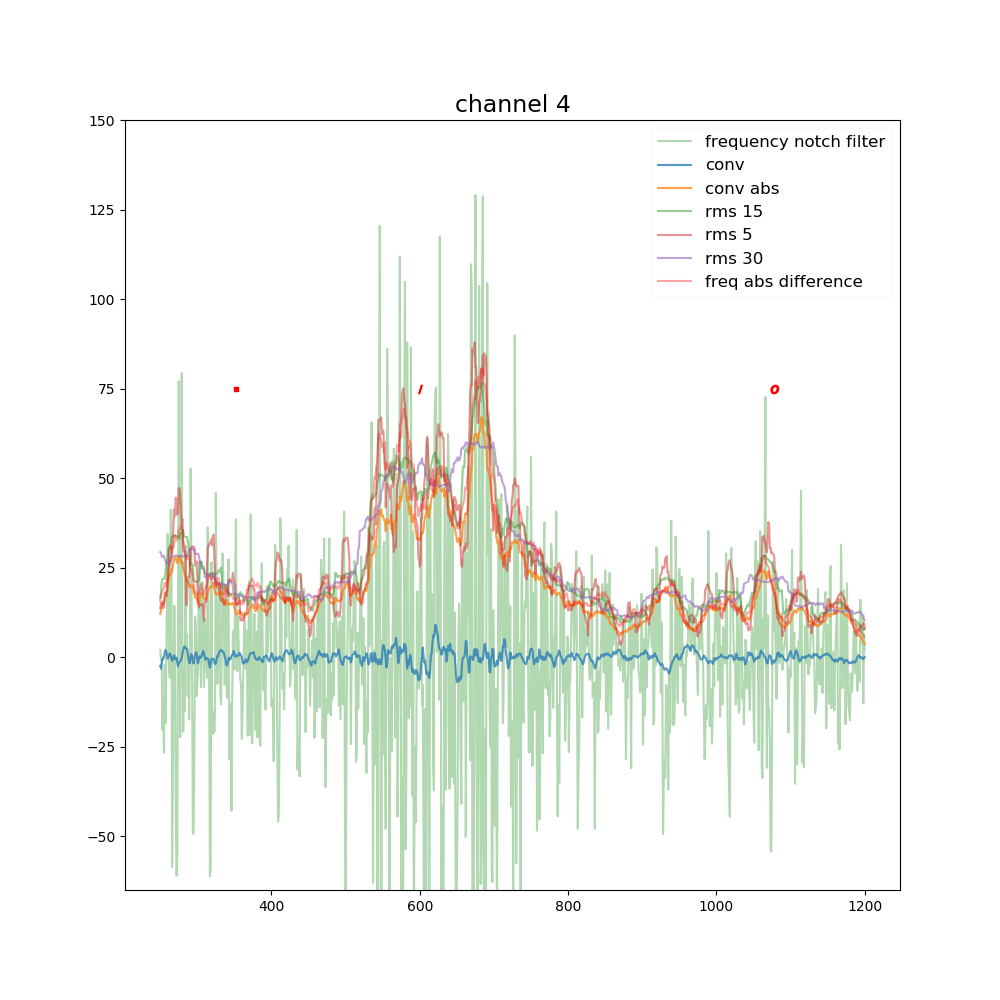 channel 4
150
125
100
75
50
25
0
−25
−50
400
600
800
1000
1200
frequency notch filter
conv
conv abs
rms 15
rms 5
rms 30
freq abs difference
. / o